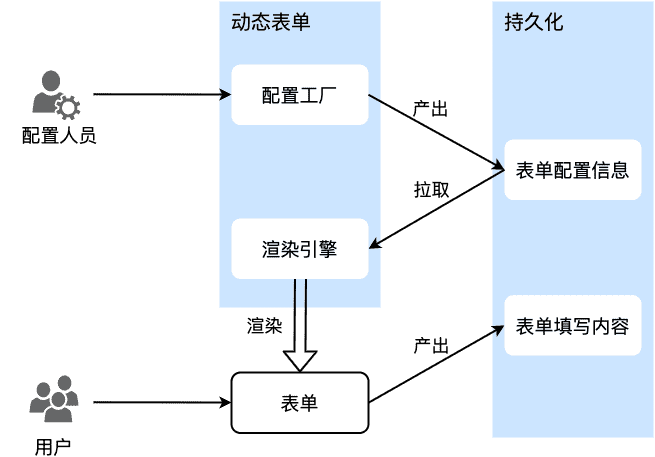 动态表单
持久化
配置工厂
产出
配置人员
表单配置信息
拉取
渲染引擎
渲染
表单填写内容
产出
表单
用户